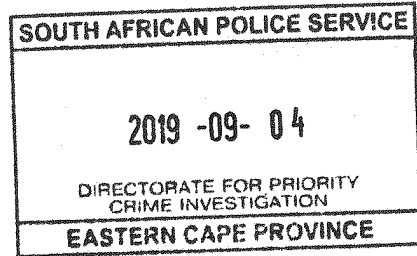 SOUTH AFRICAN POLICE SERVICE
2019 -09- 04
DIRECTORATE FOR PRIORITY
CRIME INVESTIGATION
EASTERN CAPE PROVINCE